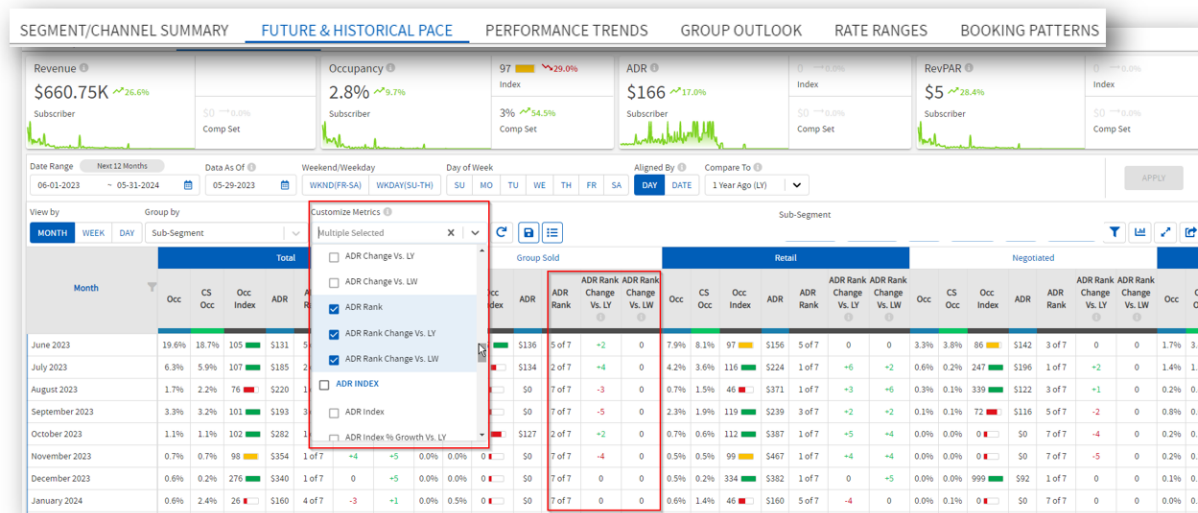 SEGMENT/CHANNEL SUMMARY FUTURE & HISTORICAL PACE PERFORMANCE TRENDS GROUP OUTLOOK RATE RANGES BOOKING PATTERNS
Revenue
$660.75K 26.6%
Subscriber
$0 0.0%
Comp Set
Occupancy
2.8% 9.7%
Subscriber
97 29.0%
Index
3% 54.5%
Comp Set
ADR
$166 17.0%
Subscriber
0 0.0%
Index
$0 0.0%
Comp Set
RevPAR
$5 28.4%
Subscriber
0 0.0%
Index
$0 0.0%
Comp Set
Date Range Next 12 Months Data As Of Weekend/Weekday Day of Week Aligned By Compare To
06-01-2023 ~ 05-31-2024 05-29-2023 WKND(FR-SA) WKDAY(SU-TH) SU MO TU WE TH FR SA DAY DATE 1 Year Ago (LY) APPLY
View by Group by Customize Metrics Sub-Segment
MONTH WEEK DAY Sub-Segment Multiple Selected X
ADR Change Vs. LY
ADR Change Vs. LW
ADR Rank
ADR Rank Change Vs. LY
ADR Rank Change Vs. LW
ADR INDEX
ADR Index
ADR Index % Growth Vs. LY
Total Group Sold Retail Negotiated
Month Occ CS Occ Occ Index ADR ADR ADR Rank ADR Rank Change Vs. LY ADR Rank Change Vs. LW Occ CS Occ Occ Index ADR ADR Rank ADR Rank Change Vs. LY ADR Rank Change Vs. LW Occ CS Occ Occ Index ADR ADR Rank ADR Rank Change Vs. LY ADR Rank Change Vs. LW Occ
June 2023 19.6% 18.7% 105 $131 $136 5 of 7 +2 0 7.9% 8.1% 97 $156 5 of 7 0 0 3.3% 3.8% 86 $142 3 of 7 0 0 1.7%
July 2023 6.3% 5.9% 107 $185 $134 2 of 7 +4 0 4.2% 3.6% 116 $224 1 of 7 +6 +2 0.6% 0.2% 247 $196 1 of 7 +2 0 1.4%
August 2023 1.7% 2.2% 76 $220 $0 7 of 7 -3 0 0.7% 1.5% 46 $371 1 of 7 +3 +6 0.3% 0.1% 339 $122 3 of 7 +1 0 0.2%
September 2023 3.3% 3.2% 101 $193 $0 7 of 7 -5 0 2.3% 1.9% 119 $239 3 of 7 +2 +2 0.1% 0.1% 72 $116 5 of 7 -2 0 0.8%
October 2023 1.1% 1.1% 102 $282 $127 2 of 7 +2 0 0.7% 0.6% 112 $387 1 of 7 +5 +4 0.0% 0.0% 0 $0 7 of 7 -4 0 0.2%
November 2023 0.7% 0.7% 98 $354 1 of 7 +4 +5 0.0% 0.0% 0 $0 7 of 7 -4 0 0.5% 0.5% 99 $467 1 of 7 +4 +4 0.0% 0.0% 0 $0 7 of 7 -5 0 0.2%
December 2023 0.6% 0.2% 276 $340 1 of 7 0 +5 0.0% 0.0% 0 $0 7 of 7 0 0 0.5% 0.2% 334 $382 1 of 7 0 +5 0.0% 0.0% 999 $92 1 of 7 0 0 0.1%
January 2024 0.6% 2.4% 26 $160 4 of 7 -3 +1 0.0% 0.5% 0 $0 7 of 7 0 0 0.6% 1.4% 46 $160 5 of 7 -4 0 0.0% 0.1% 0 $0 7 of 7 0 0 0.0%